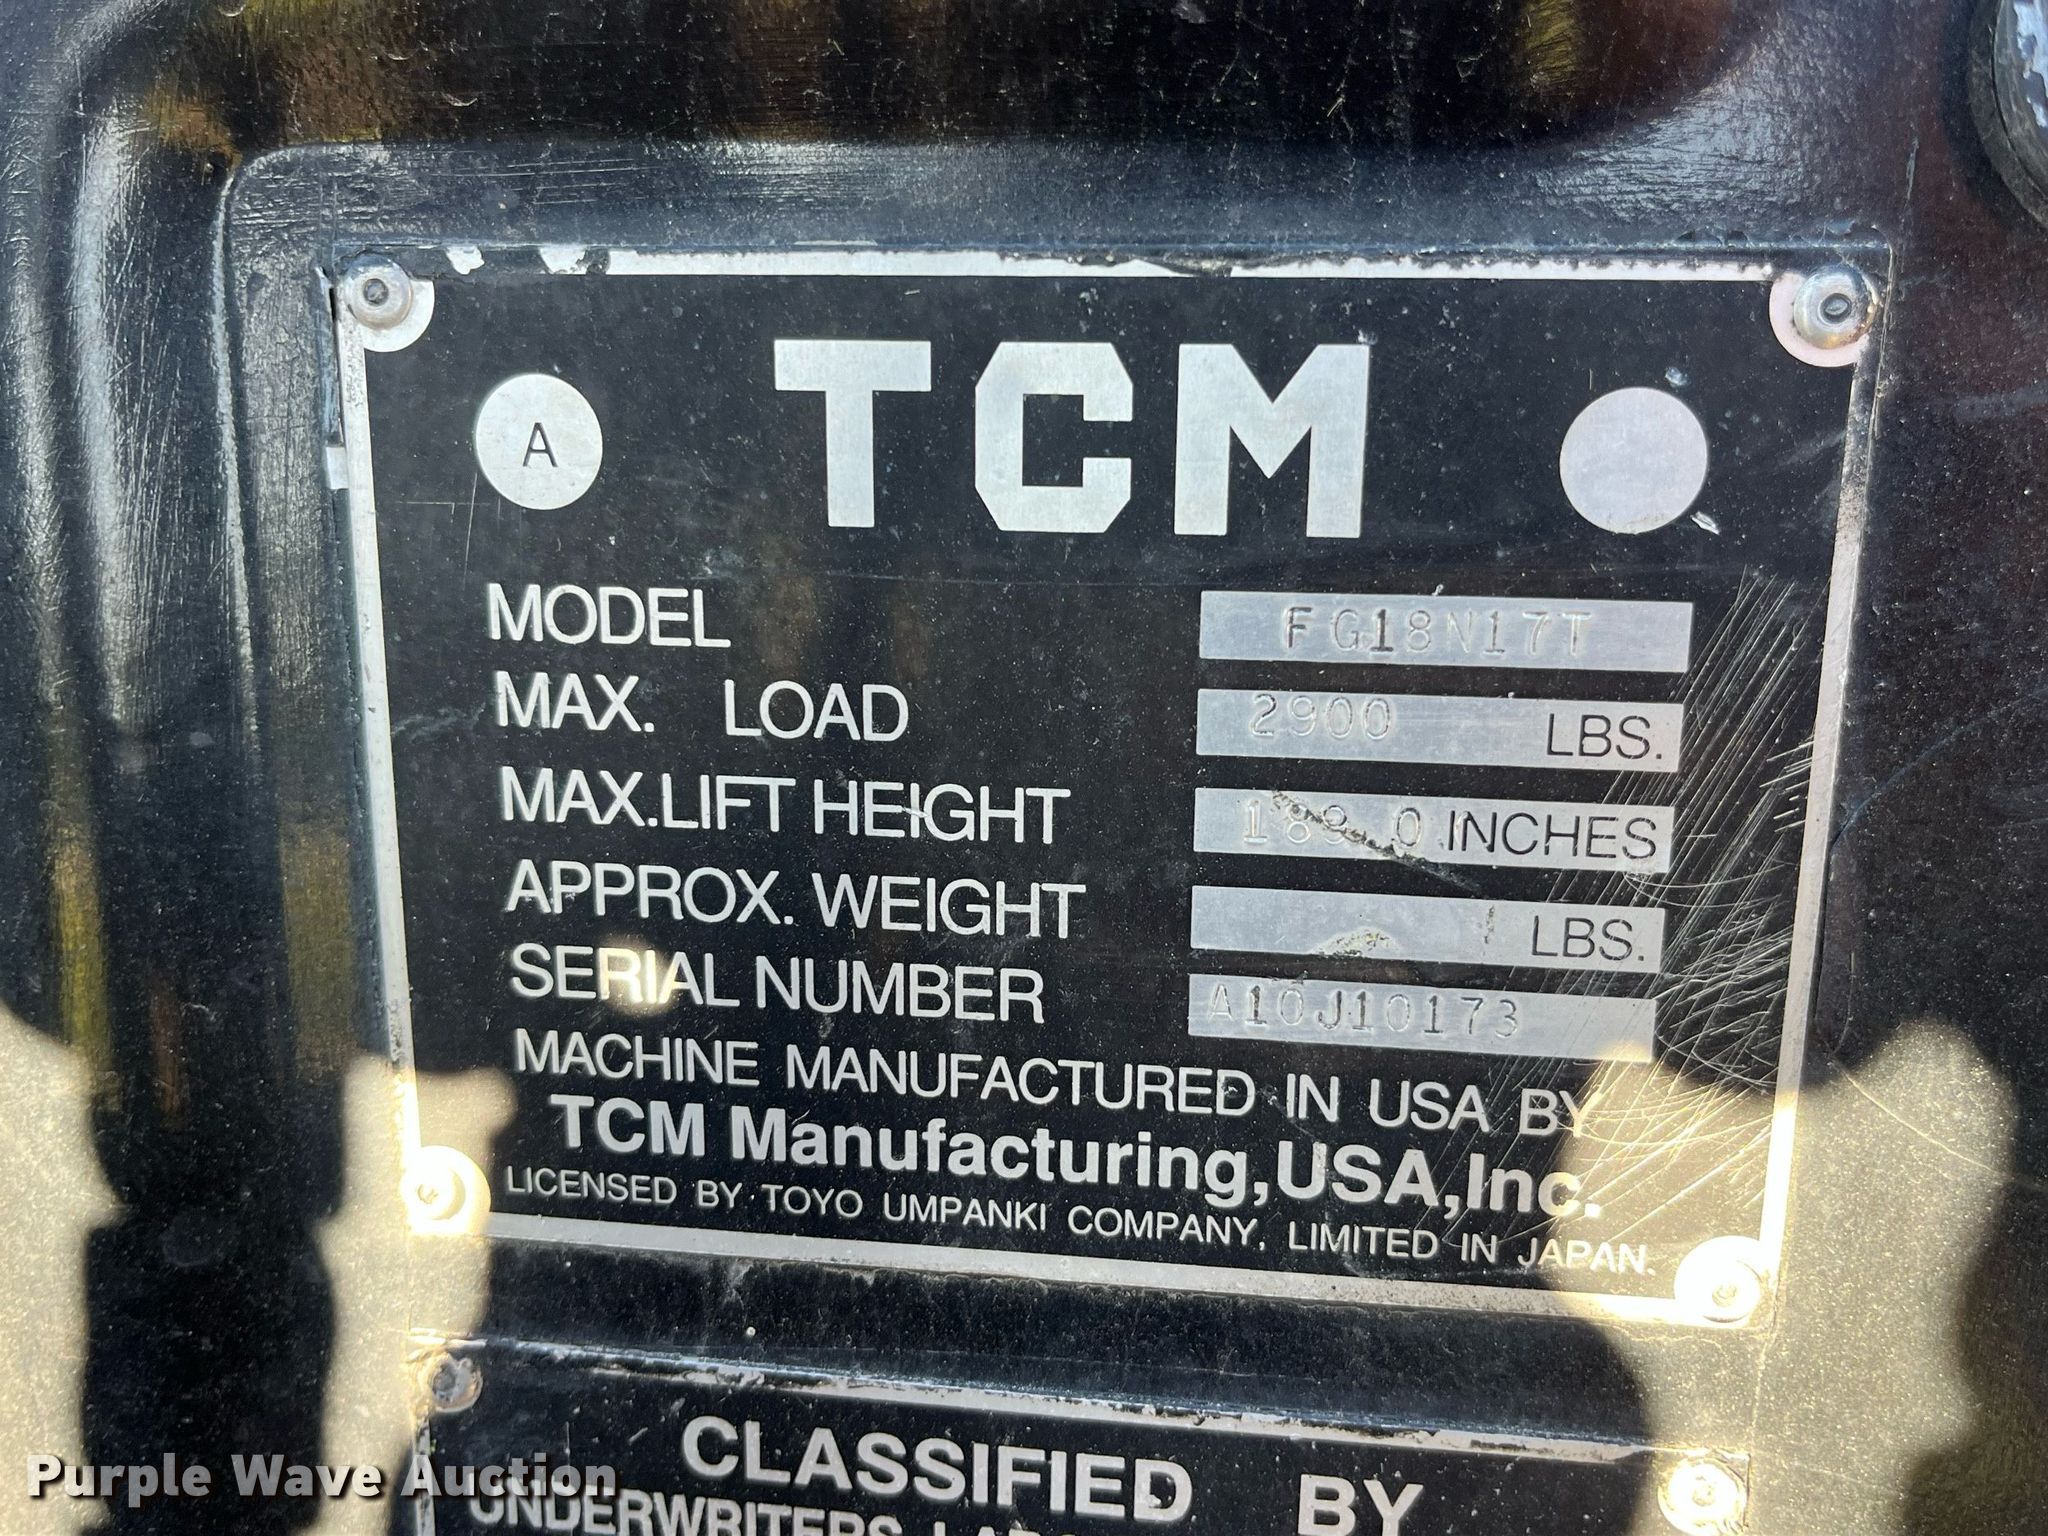 A TCM
MODEL FG18N17T
MAX. LOAD 2900 LBS.
MAX.LIFT HEIGHT INCHES
APPROX. WEIGHT LBS.
SERIAL NUMBER A10J10173
MACHINE MANUFACTURED IN USA BY
TCM Manufacturing,USA,Inc.
LICENSED BY TOYO UMPANKI COMPANY, LIMITED IN JAPAN.
CLASSIFIED BY
UNDERWRITERS
Purple Wave Auction